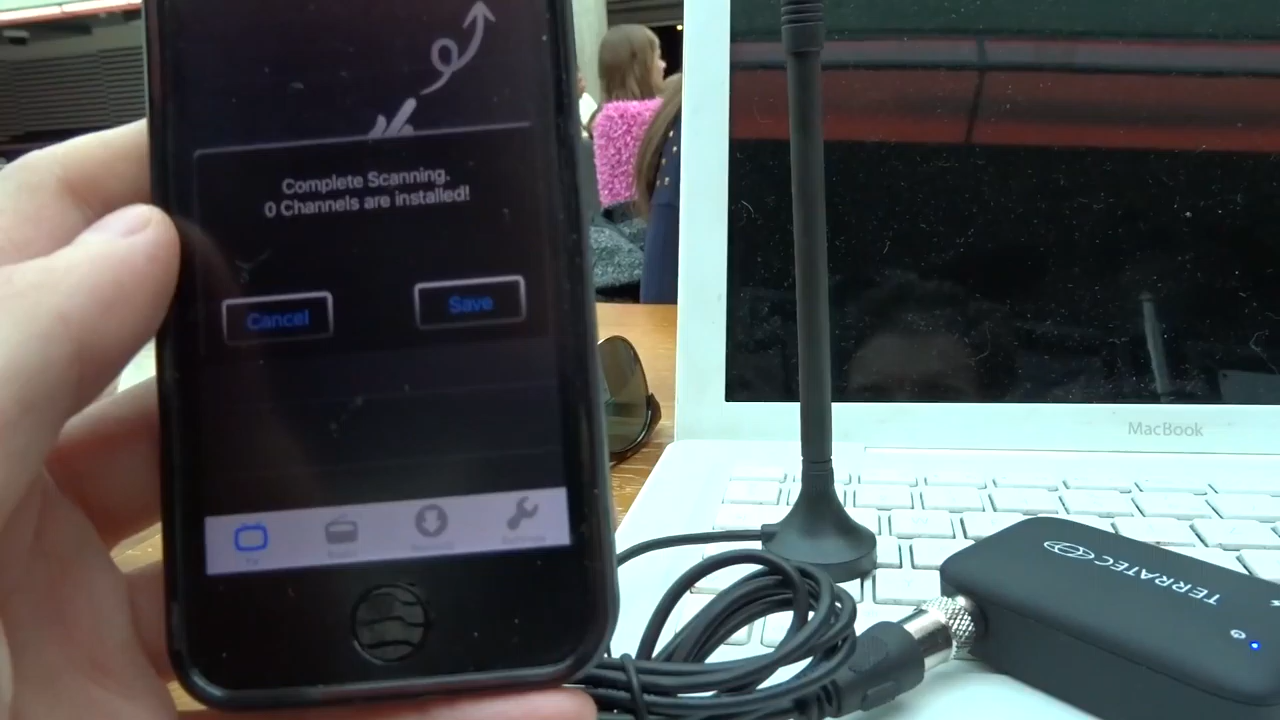 Complete Scanning.
0 Channels are installed!
Cancel
Save
MacBook
TERRATEC